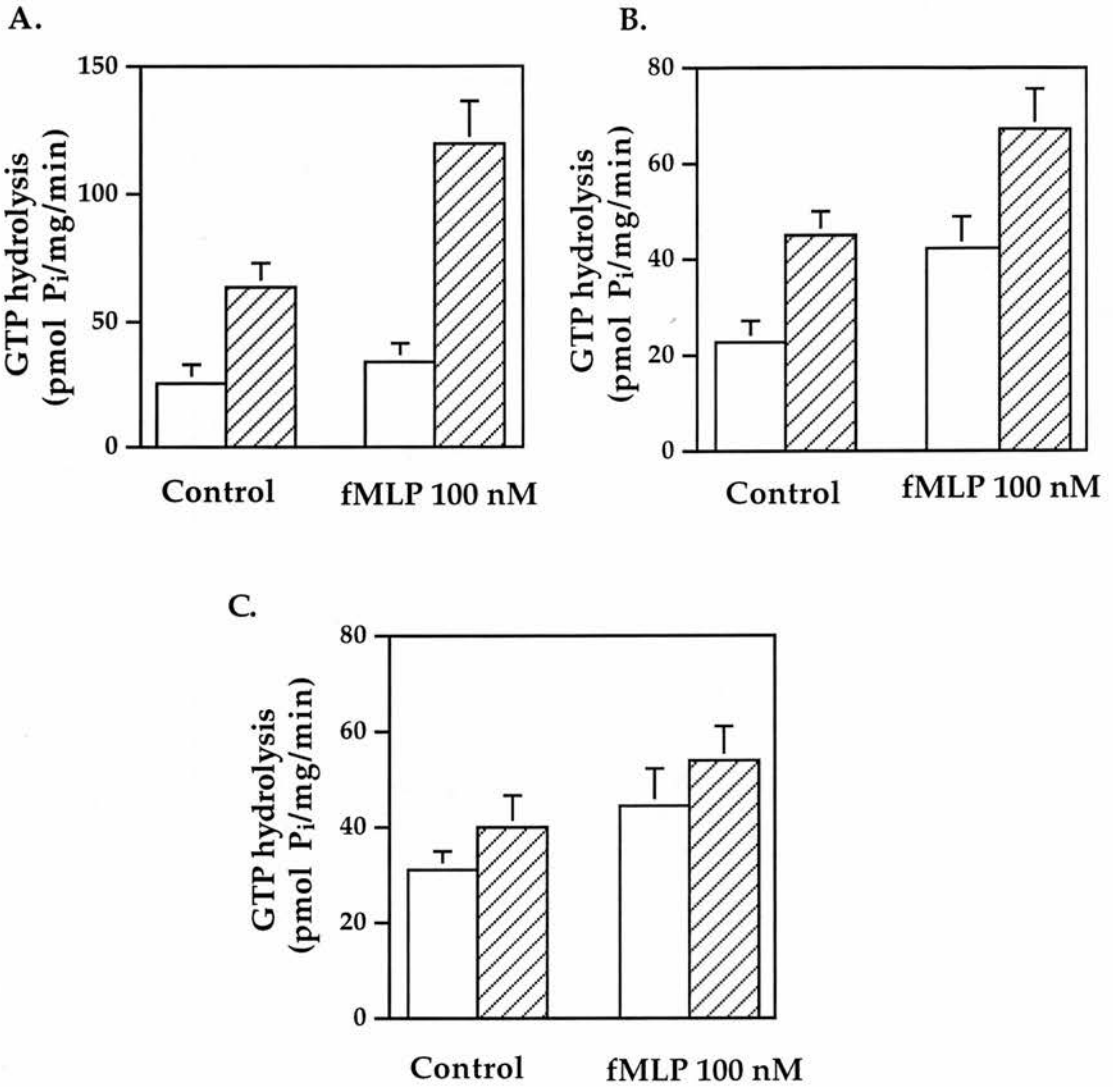 A.
GTP hydrolysis
(pmol Pi/mg/min)
150
100
50
0
Control
fMLP 100 nM
B.
GTP hydrolysis
(pmol Pi/mg/min)
80
60
40
20
0
Control
fMLP 100 nM
C.
GTP hydrolysis
(pmol Pi/mg/min)
80
60
40
20
0
Control
fMLP 100 nM